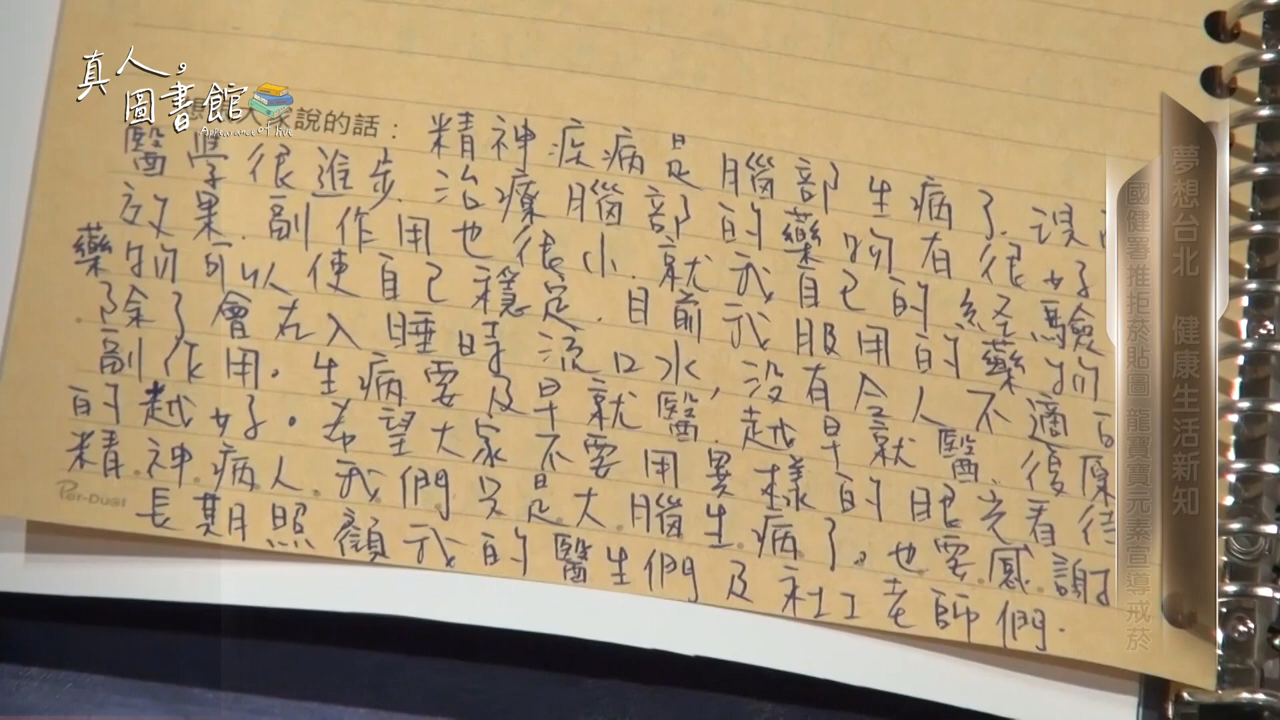 真人圖書館
Appearance of Hue
說的話：精神疾病是腦部生病了.
醫學很進步.治療腦部的藥物有很好
效果.副作用也很小.就我自己的經驗
藥物可以使自己穩定.目前我服用的藥物
除了會在入睡時流口水，沒有令人不適
副作用。生病要及早就醫.越早就醫.復原
的越好。希望大家不要用異樣的眼光看待
精神病人.我們只是大腦生病了。也要感謝
長期照顧我的醫生們及社工老師們.
Per-Duet
夢想台北 健康生活新知
國健署推拒菸貼圖 龍寶寶元素宣導戒菸